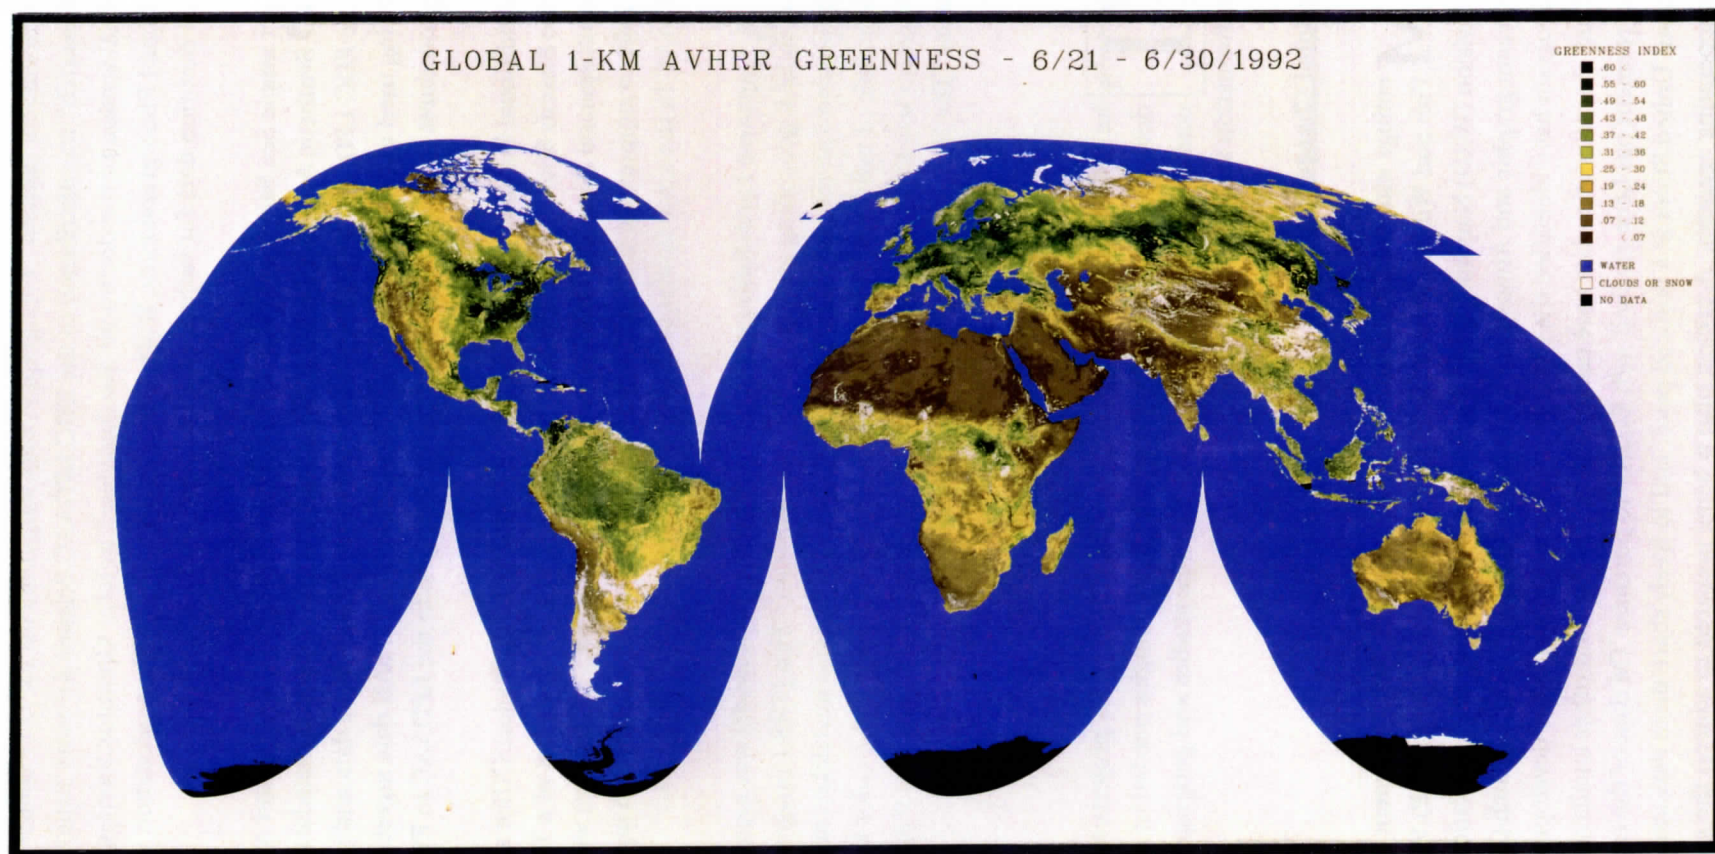 GLOBAL 1-KM AVHRR GREENNESS - 6/21 - 6/30/1992
GREENNESS INDEX
.60 <
.55 - .60
.49 - .54
.43 - .48
.37 - .42
.31 - .36
.25 - .30
.19 - .24
.13 - .18
.07 - .12
< .07
WATER
CLOUDS OR SNOW
NO DATA